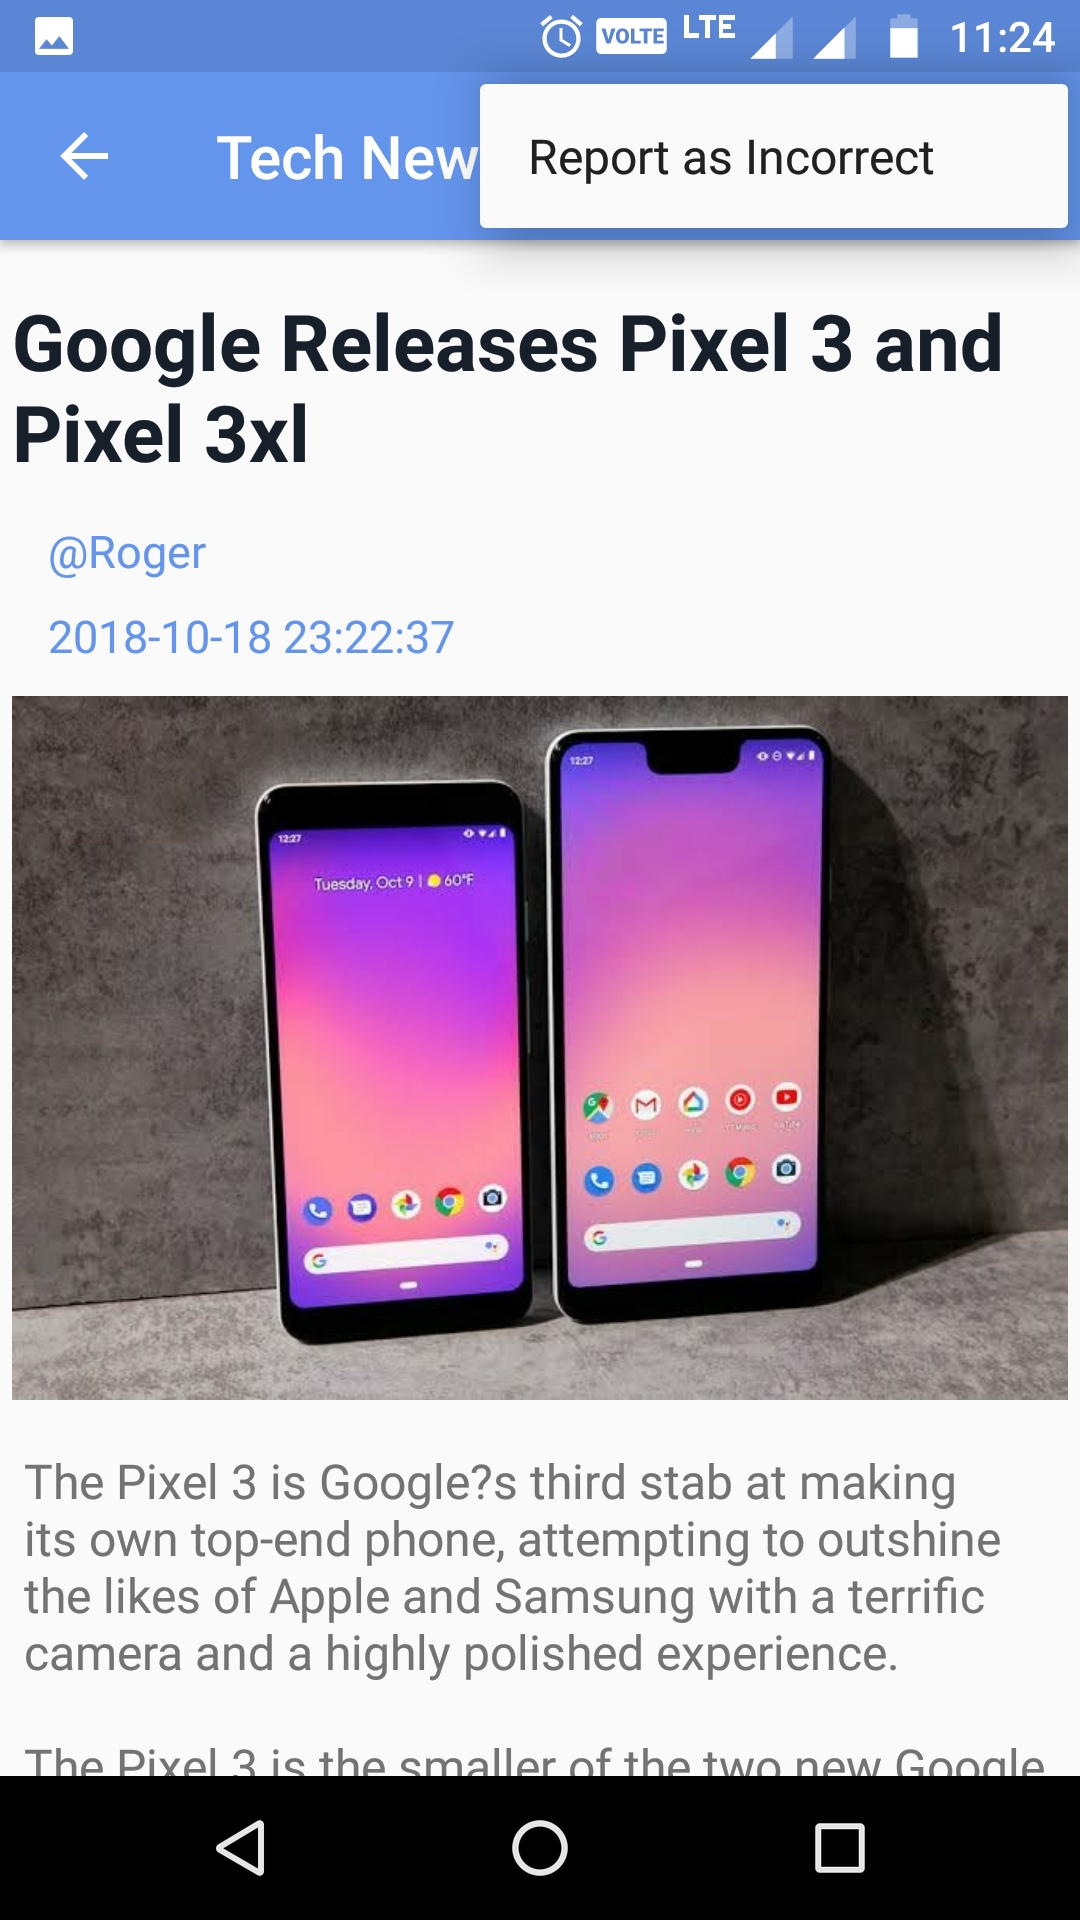 VOLTE LTE 11:24
Tech New
Report as Incorrect
Google Releases Pixel 3 and
Pixel 3xl
@Roger
2018-10-18 23:22:37
12:27
12:27
Tuesday, Oct 9 | 60°F
The Pixel 3 is Google?s third stab at making
its own top-end phone, attempting to outshine
the likes of Apple and Samsung with a terrific
camera and a highly polished experience.
The Pixel 3 is the smaller of the two new Google